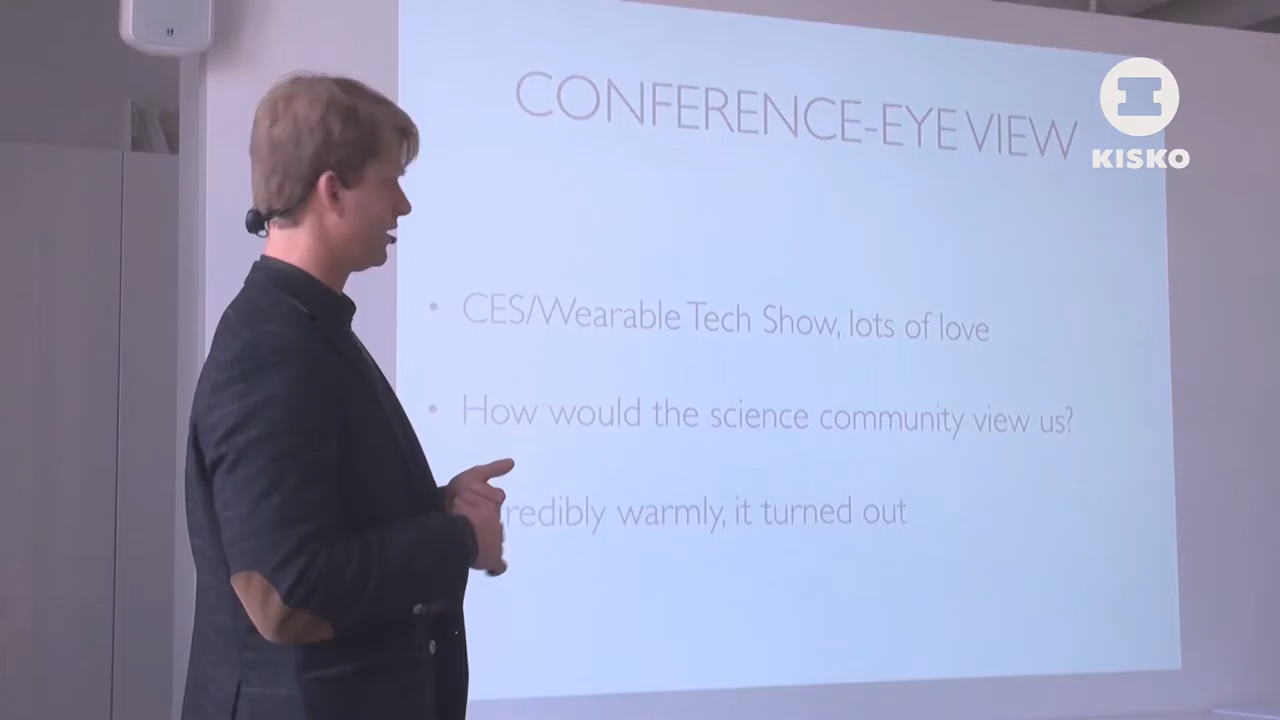 CONFERENCE-EYE VIEW
KISKO
• CES/Wearable Tech Show, lots of love
• How would the science community view us?
warmly, it turned out